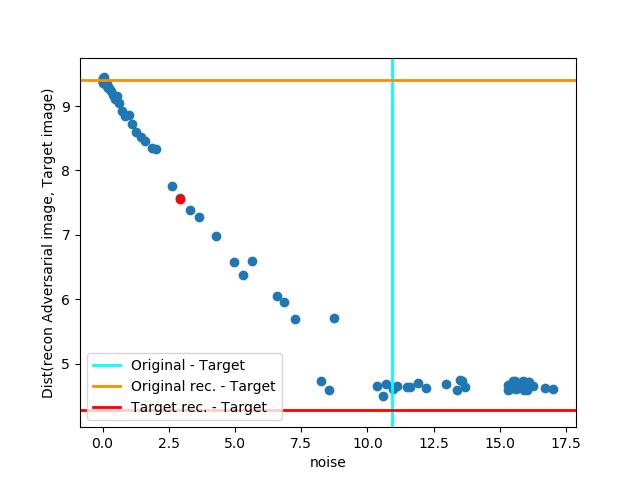 Dist(recon Adversarial image, Target image)
9
8
7
6
5
Original - Target
Original rec. - Target
Target rec. - Target
0.0 2.5 5.0 7.5 10.0 12.5 15.0 17.5
noise